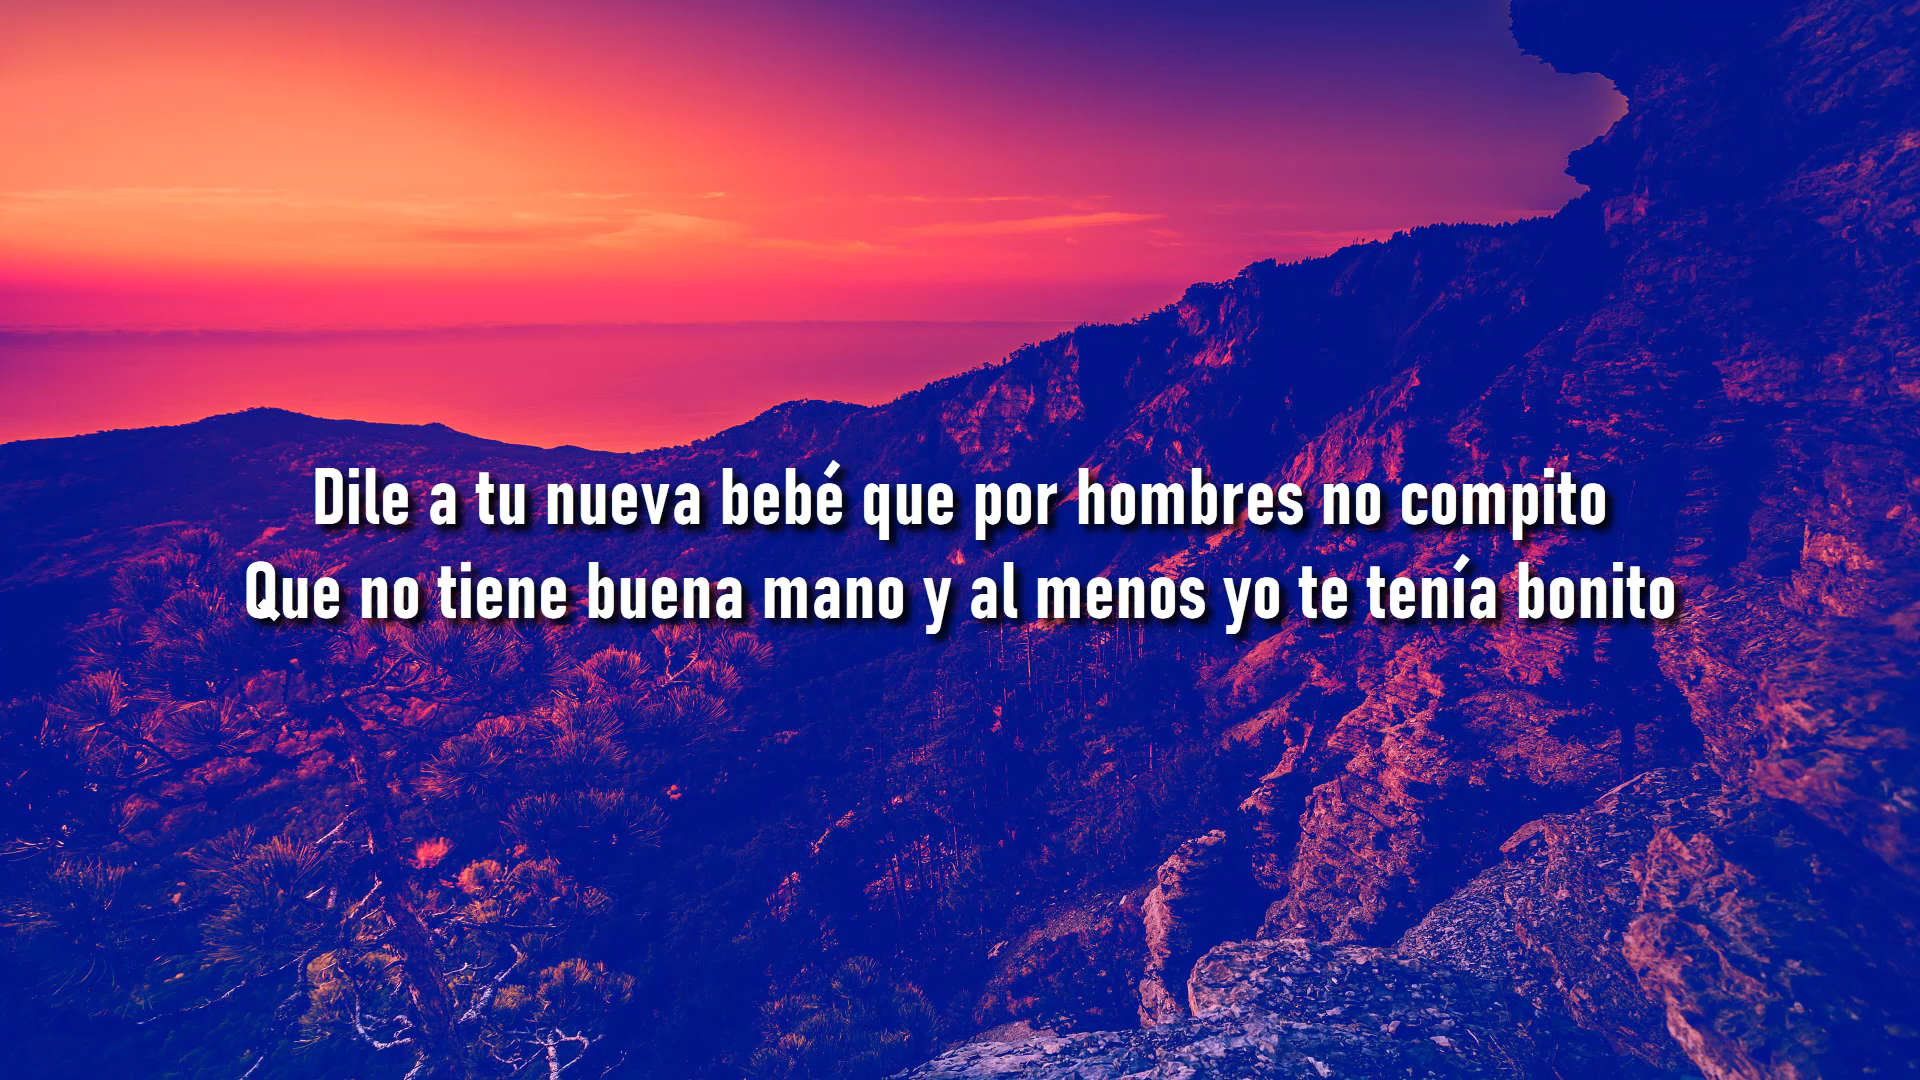 Dile a tu nueva bebé que por hombres no compito
Que no tiene buena mano y al menos yo te tenía bonito